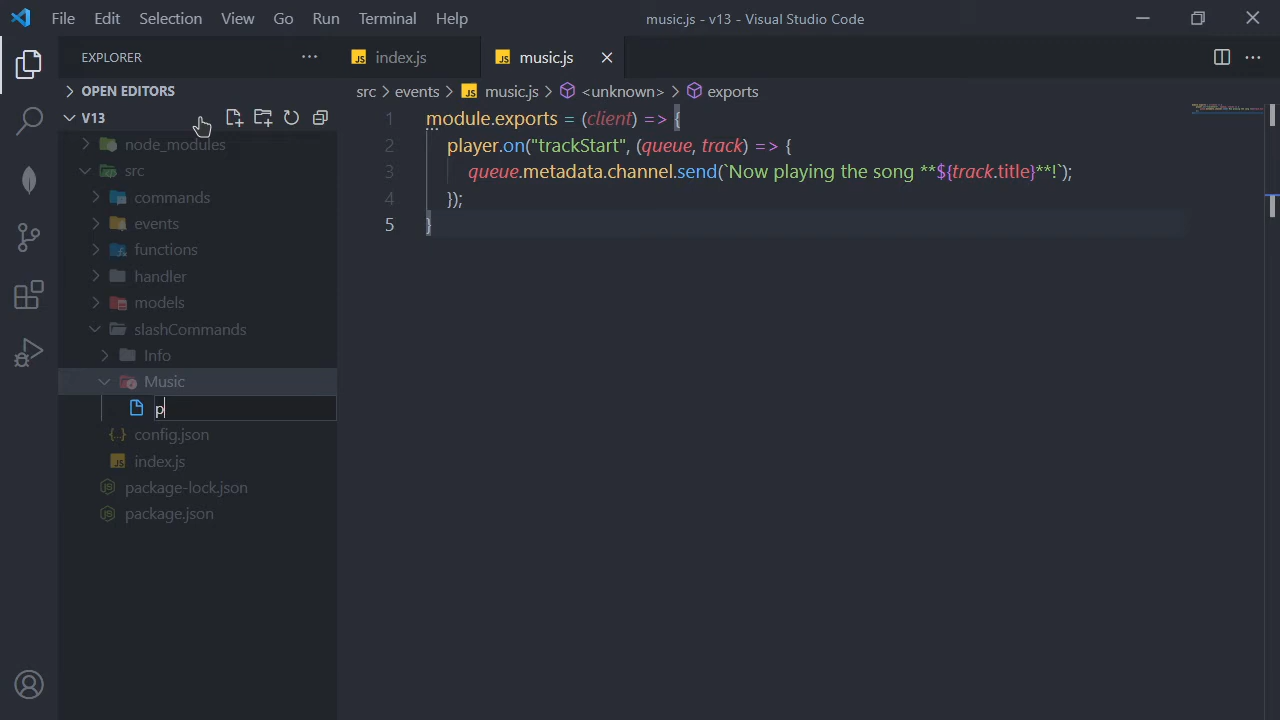 File Edit Selection View Go Run Terminal Help
music.js - v13 - Visual Studio Code
EXPLORER
index.js
music.js
OPEN EDITORS
src > events > music.js > <unknown> > exports
V13
node_modules
src
commands
events
functions
handler
models
slashCommands
Info
Music
p
config.json
index.js
package-lock.json
package.json
1 module.exports = (client) => {
2 player.on("trackStart", (queue, track) => {
3 queue.metadata.channel.send(`Now playing the song **${track.title}**!`);
4 });
5 }